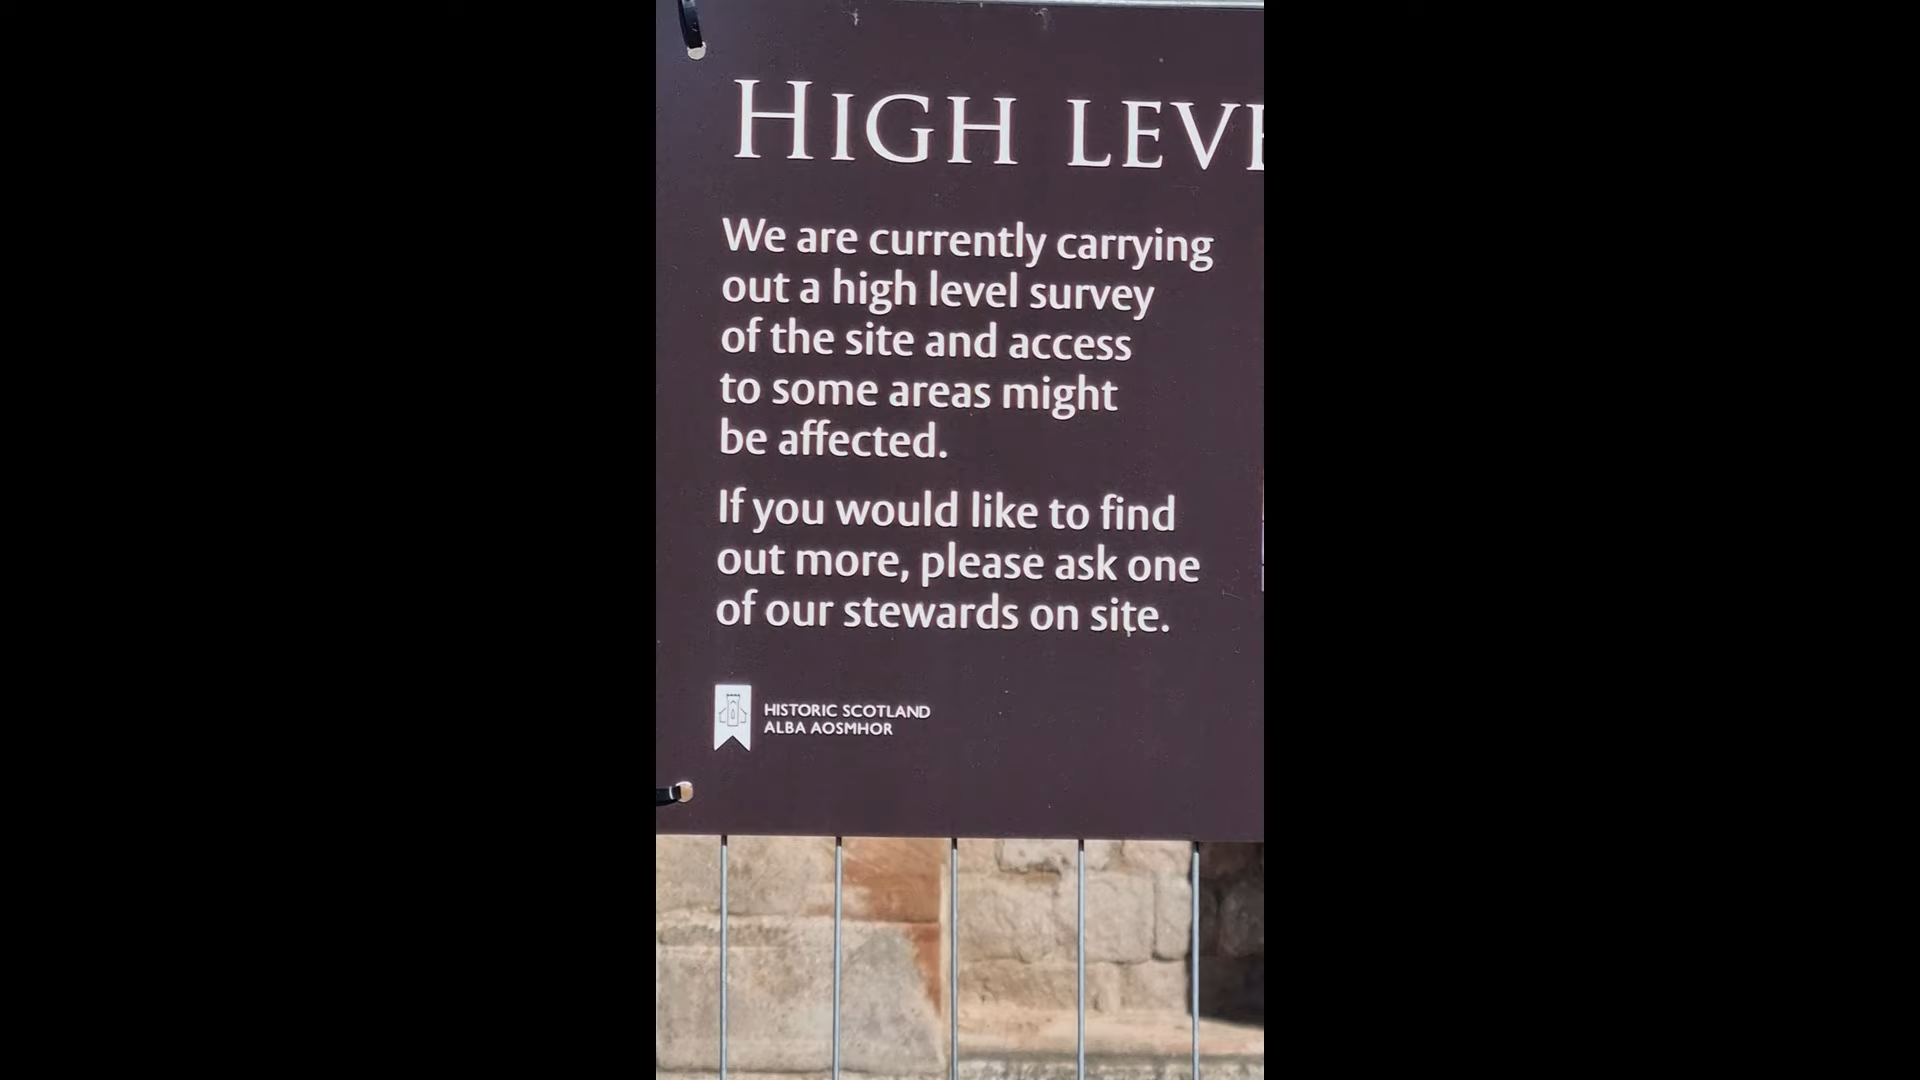 HIGH LEVE
We are currently carrying
out a high level survey
of the site and access
to some areas might
be affected.
If you would like to find
out more, please ask one
of our stewards on site.
HISTORIC SCOTLAND
ALBA AOSMHOR